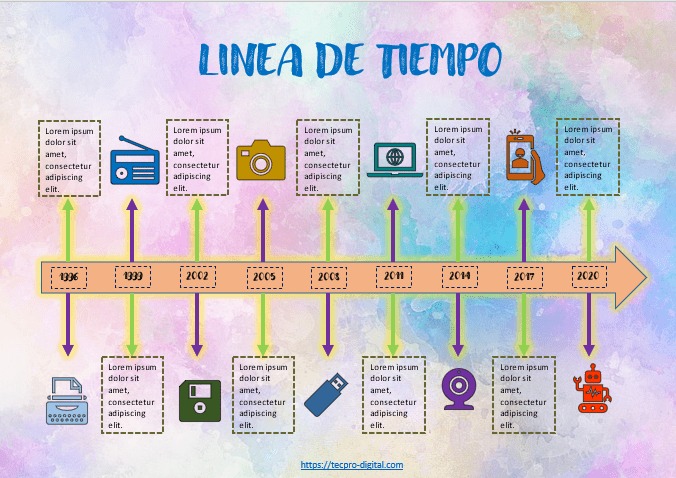 LINEA DE TIEMPO
Lorem ipsum
dolor sit
amet,
consectetur
adipiscing
elit.
Lorem ipsum
dolor sit
amet,
consectetur
adipiscing
elit.
Lorem ipsum
dolor sit
amet,
consectetur
adipiscing
elit.
Lorem ipsum
dolor sit
amet,
consectetur
adipiscing
elit.
Lorem ipsum
dolor sit
amet,
consectetur
adipiscing
elit.
1996 1999 2002 2005 2008 2011 2014 2017 2020
Lorem ipsum
dolor sit
amet,
consectetur
adipiscing
elit.
Lorem ipsum
dolor sit
amet,
consectetur
adipiscing
elit.
Lorem ipsum
dolor sit
amet,
consectetur
adipiscing
elit.
Lorem ipsum
dolor sit
amet,
consectetur
adipiscing
elit.
https://tecpro-digital.com